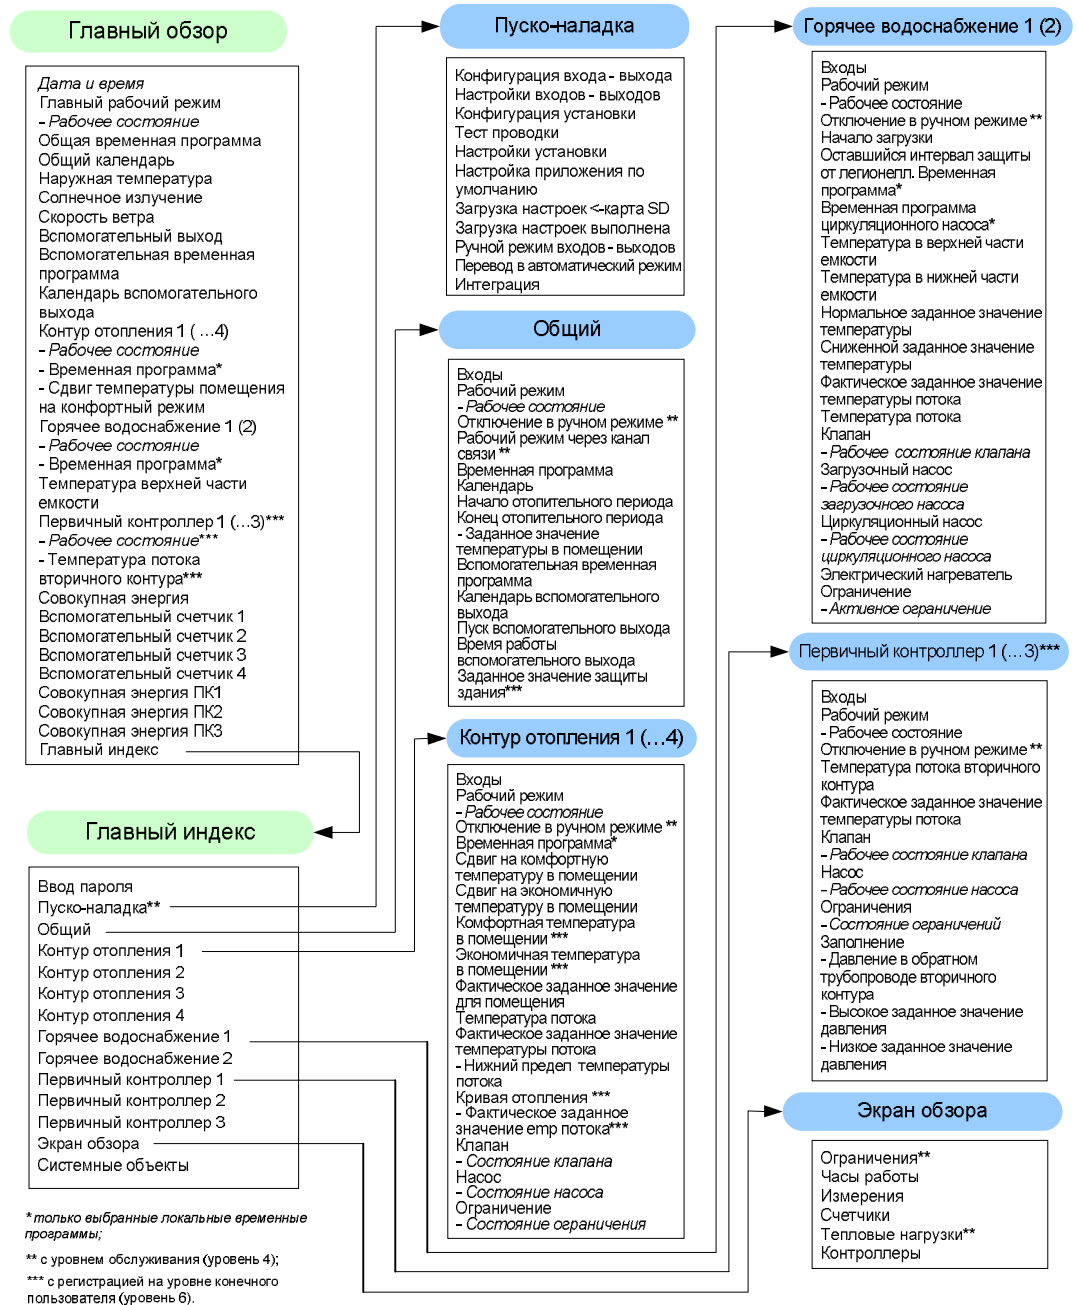 Главный обзор
Дата и время
Главный рабочий режим
- Рабочее состояние
Общая временная программа
Общий календарь
Наружная температура
Солнечное излучение
Скорость ветра
Вспомогательный выход
Вспомогательная временная
программа
Календарь вспомогательного
выхода
Контур отопления 1 ( ...4)
- Рабочее состояние
- Временная программа*
- Сдвиг температуры помещения
на конфортный режим
Горячее водоснабжение 1 (2)
- Рабочее состояние
- Временная программа*
Температура верхней части
емкости
Первичный контроллер 1 (...3)***
- Рабочее состояние***
- Температура потока
вторичного контура***
Совокупная энергия
Вспомогательный счетчик 1
Вспомогательный счетчик 2
Вспомогательный счетчик 3
Вспомогательный счетчик 4
Совокупная энергия ПК1
Совокупная энергия ПК2
Совокупная энергия ПК3
Главный индекс
Главный индекс
Ввод пароля
Пуско-наладка**
Общий
Контур отопления 1
Контур отопления 2
Контур отопления 3
Контур отопления 4
Горячее водоснабжение 1
Горячее водоснабжение 2
Первичный контроллер 1
Первичный контроллер 2
Первичный контроллер 3
Экран обзора
Системные объекты
* только выбранные локальные временные
программы;
** с уровнем обслуживания (уровень 4);
*** с регистрацией на уровне конечного
пользователя (уровень 6).
Пуско-наладка
Конфигурация входа - выхода
Настройки входов - выходов
Конфигурация установки
Тест проводки
Настройки установки
Настройка приложения по
умолчанию
Загрузка настроек <-карта SD
Загрузка настроек выполнена
Ручной режим входов - выходов
Перевод в автоматический режим
Интеграция
Общий
Входы
Рабочий режим
- Рабочее состояние
Отключение в ручном режиме **
Рабочий режим через канал
связи **
Временная программа
Календарь
Начало отопительного периода
Конец отопительного периода
- Заданное значение
температуры в помещении
Вспомогательная временная
программа
Календарь вспомогательного
выхода
Пуск вспомогательного выхода
Время работы
вспомогательного выхода
Заданное значение защиты
здания***
Контур отопления 1 (...4)
Входы
Рабочий режим
- Рабочее состояние
Отключение в ручном режиме **
Временная программа*
Сдвиг на комфортную
температуру в помещении
Сдвиг на экономичную
температуру в помещении
Комфортная температура
в помещении ***
Экономичная температура
в помещении ***
Фактическое заданное значение
для помещения
Температура потока
Фактическое заданное значение
температуры потока
- Нижний предел температуры
потока
Кривая отопления ***
- Фактическое заданное
значение emp потока***
Клапан
- Состояние клапана
Насос
- Состояние насоса
Ограничение
- Состояние ограничения
Горячее водоснабжение 1 (2)
Входы
Рабочий режим
- Рабочее состояние
Отключение в ручном режиме **
Начало загрузки
Оставшийся интервал защиты
от легионелл. Временная
программа*
Временная программа
циркуляционного насоса*
Температура в верхней части
емкости
Температура в нижней части
емкости
Нормальное заданное значение
температуры
Сниженной заданное значение
температуры
Фактическое заданное значение
температуры потока
Температура потока
Клапан
- Рабочее состояние клапана
Загрузочный насос
- Рабочее состояние
загрузочного насоса
Циркуляционный насос
- Рабочее состояние
циркуляционного насоса
Электрический нагреватель
Ограничение
- Активное ограничение
Первичный контроллер 1 (...3)***
Входы
Рабочий режим
- Рабочее состояние
Отключение в ручном режиме **
Температура потока вторичного
контура
Фактическое заданное значение
температуры потока
Клапан
- Рабочее состояние клапана
Насос
- Рабочее состояние насоса
Ограничения
- Состояние ограничений
Заполнение
- Давление в обратном
трубопроводе вторичного
контура
- Высокое заданное значение
давления
- Низкое заданное значение
давления
Экран обзора
Ограничения**
Часы работы
Измерения
Счетчики
Тепловые нагрузки**
Контроллеры